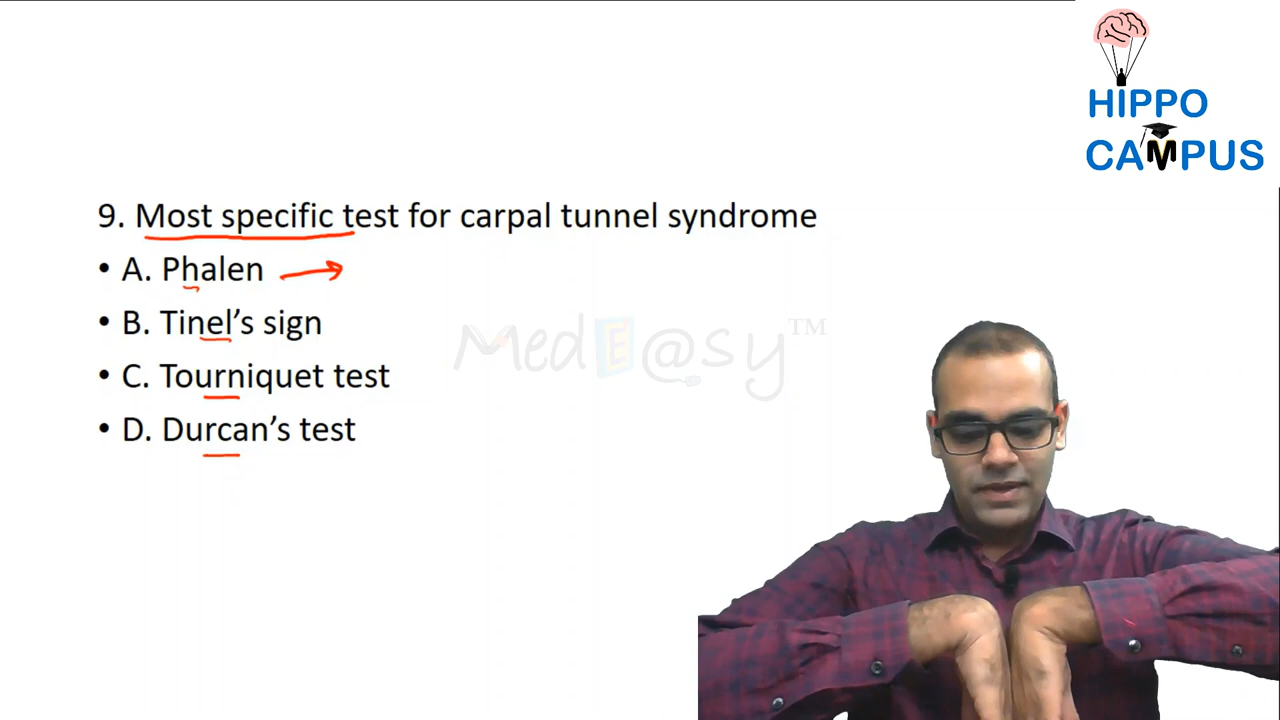 HIPPO
CAMPUS
9. Most specific test for carpal tunnel syndrome
• A. Phalen
• B. Tinel’s sign
• C. Tourniquet test
• D. Durcan’s test
MedE@sy™